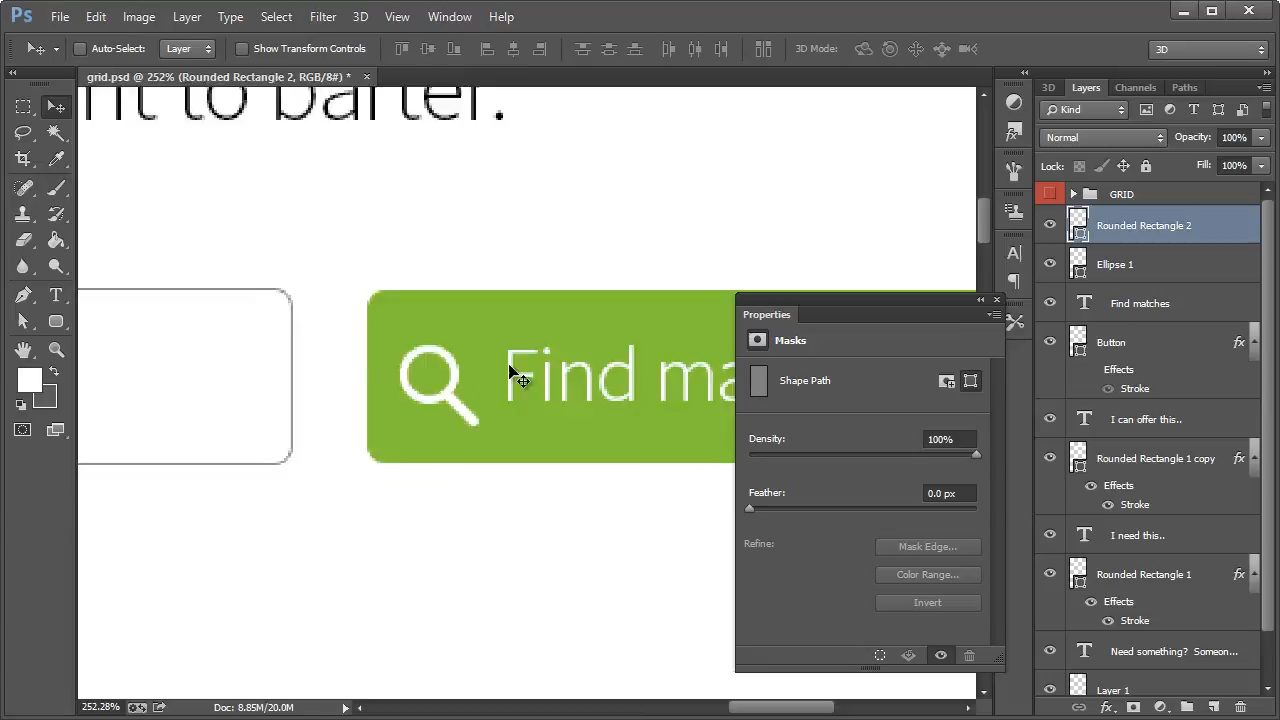 Ps File Edit Image Layer Type Select Filter 3D View Window Help
Auto-Select: Layer Show Transform Controls 3D Mode: 3D
grid.psd @ 252% (Rounded Rectangle 2, RGB/8#) * ×
nt to barter.
Find ma
Properties
Masks
Shape Path
Density: 100%
Feather: 0.0 px
Refine: Mask Edge...
Color Range...
Invert
3D Layers Channels Paths
Kind
Normal Opacity: 100%
Lock: Fill: 100%
GRID
Rounded Rectangle 2
Ellipse 1
T Find matches
Button fx
Effects
Stroke
T I can offer this..
Rounded Rectangle 1 copy fx
Effects
Stroke
T I need this..
Rounded Rectangle 1 fx
Effects
Stroke
T Need something? Someon...
Layer 1
252.28% Doc: 8.85M/20.0M